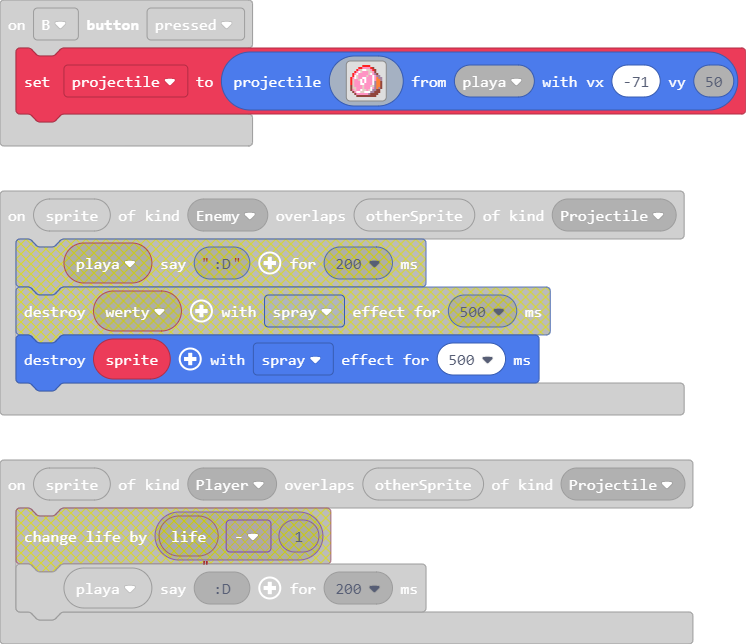 on B button pressed
set projectile to projectile from playa with vx -71 vy 50
on sprite of kind Enemy overlaps otherSprite of kind Projectile
playa say ":D" for 200 ms
destroy werty with spray effect for 500 ms
destroy sprite with spray effect for 500 ms
on sprite of kind Player overlaps otherSprite of kind Projectile
change life by life - 1
playa say " :D for 200 ms